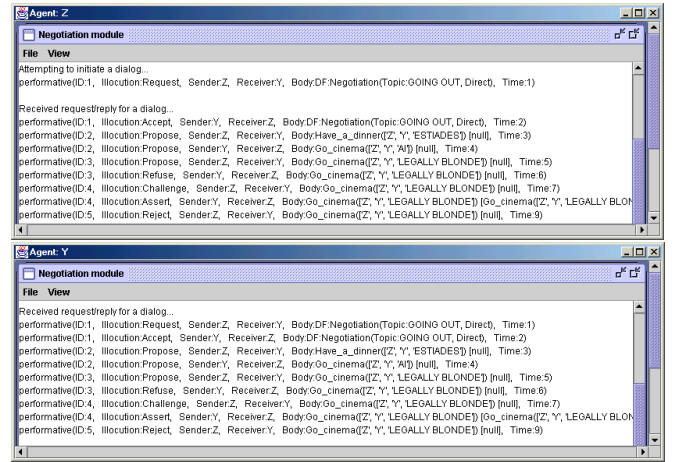 Agent: Z
Negotiation module
File View
Attempting to initiate a dialog...
performative(ID:1, Illocution:Request, Sender:Z, Receiver:Y, Body:DF:Negotiation(Topic:GOING OUT, Direct), Time:1)
Received request/reply for a dialog...
performative(ID:1, Illocution:Accept, Sender:Y, Receiver:Z, Body:DF:Negotiation(Topic:GOING OUT, Direct), Time:2)
performative(ID:2, Illocution:Propose, Sender:Z, Receiver:Y, Body:Have_a_dinner(['Z', 'Y', 'ESTIADES']) [null], Time:3)
performative(ID:2, Illocution:Propose, Sender:Y, Receiver:Z, Body:Go_cinema(['Z', 'Y', 'AI']) [null], Time:4)
performative(ID:3, Illocution:Propose, Sender:Z, Receiver:Y, Body:Go_cinema(['Z', 'Y', 'LEGALLY BLONDE']) [null], Time:5)
performative(ID:3, Illocution:Refuse, Sender:Y, Receiver:Z, Body:Go_cinema(['Z', 'Y', 'LEGALLY BLONDE']) [null], Time:6)
performative(ID:4, Illocution:Challenge, Sender:Z, Receiver:Y, Body:Go_cinema(['Z', 'Y', 'LEGALLY BLONDE']) [null], Time:7)
performative(ID:4, Illocution:Assert, Sender:Y, Receiver:Z, Body:Go_cinema(['Z', 'Y', 'LEGALLY BLONDE']) [Go_cinema(['Z', 'Y', 'LEGALLY BLON
performative(ID:5, Illocution:Reject, Sender:Z, Receiver:Y, Body:Go_cinema(['Z', 'Y', 'LEGALLY BLONDE']) [null], Time:9)
Agent: Y
Negotiation module
File View
Received request/reply for a dialog...
performative(ID:1, Illocution:Request, Sender:Z, Receiver:Y, Body:DF:Negotiation(Topic:GOING OUT, Direct), Time:1)
performative(ID:1, Illocution:Accept, Sender:Y, Receiver:Z, Body:DF:Negotiation(Topic:GOING OUT, Direct), Time:2)
performative(ID:2, Illocution:Propose, Sender:Z, Receiver:Y, Body:Have_a_dinner(['Z', 'Y', 'ESTIADES']) [null], Time:3)
performative(ID:2, Illocution:Propose, Sender:Y, Receiver:Z, Body:Go_cinema(['Z', 'Y', 'AI']) [null], Time:4)
performative(ID:3, Illocution:Propose, Sender:Z, Receiver:Y, Body:Go_cinema(['Z', 'Y', 'LEGALLY BLONDE']) [null], Time:5)
performative(ID:3, Illocution:Refuse, Sender:Y, Receiver:Z, Body:Go_cinema(['Z', 'Y', 'LEGALLY BLONDE']) [null], Time:6)
performative(ID:4, Illocution:Challenge, Sender:Z, Receiver:Y, Body:Go_cinema(['Z', 'Y', 'LEGALLY BLONDE']) [null], Time:7)
performative(ID:4, Illocution:Assert, Sender:Y, Receiver:Z, Body:Go_cinema(['Z', 'Y', 'LEGALLY BLONDE']) [Go_cinema(['Z', 'Y', 'LEGALLY BLON
performative(ID:5, Illocution:Reject, Sender:Z, Receiver:Y, Body:Go_cinema(['Z', 'Y', 'LEGALLY BLONDE']) [null], Time:9)